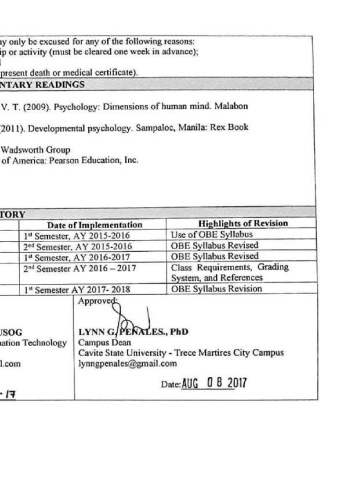 ay only be excused for any of the following reasons:
ip or activity (must be cleared one week in advance);
present death or medical certificate).
NTARY READINGS
V. T. (2009). Psychology: Dimensions of human mind. Malabon
2011). Developmental psychology. Sampaloc, Manila: Rex Book
Wadsworth Group
of America: Pearson Education, Inc.
TORY
Date of Implementation Highlights of Revision
1st Semester, AY 2015-2016 Use of OBE Syllabus
2nd Semester, AY 2015-2016 OBE Syllabus Revised
1st Semester, AY 2016-2017 OBE Syllabus Revised
2nd Semester AY 2016 – 2017 Class Requirements, Grading
System, and References
1st Semester AY 2017- 2018 OBE Syllabus Revision
Approved:
USOG LYNN G. PENALES., PhD
nation Technology Campus Dean
Cavite State University - Trece Martires City Campus
l.com lynngpenales@gmail.com
Date: AUG 08 2017
- 17